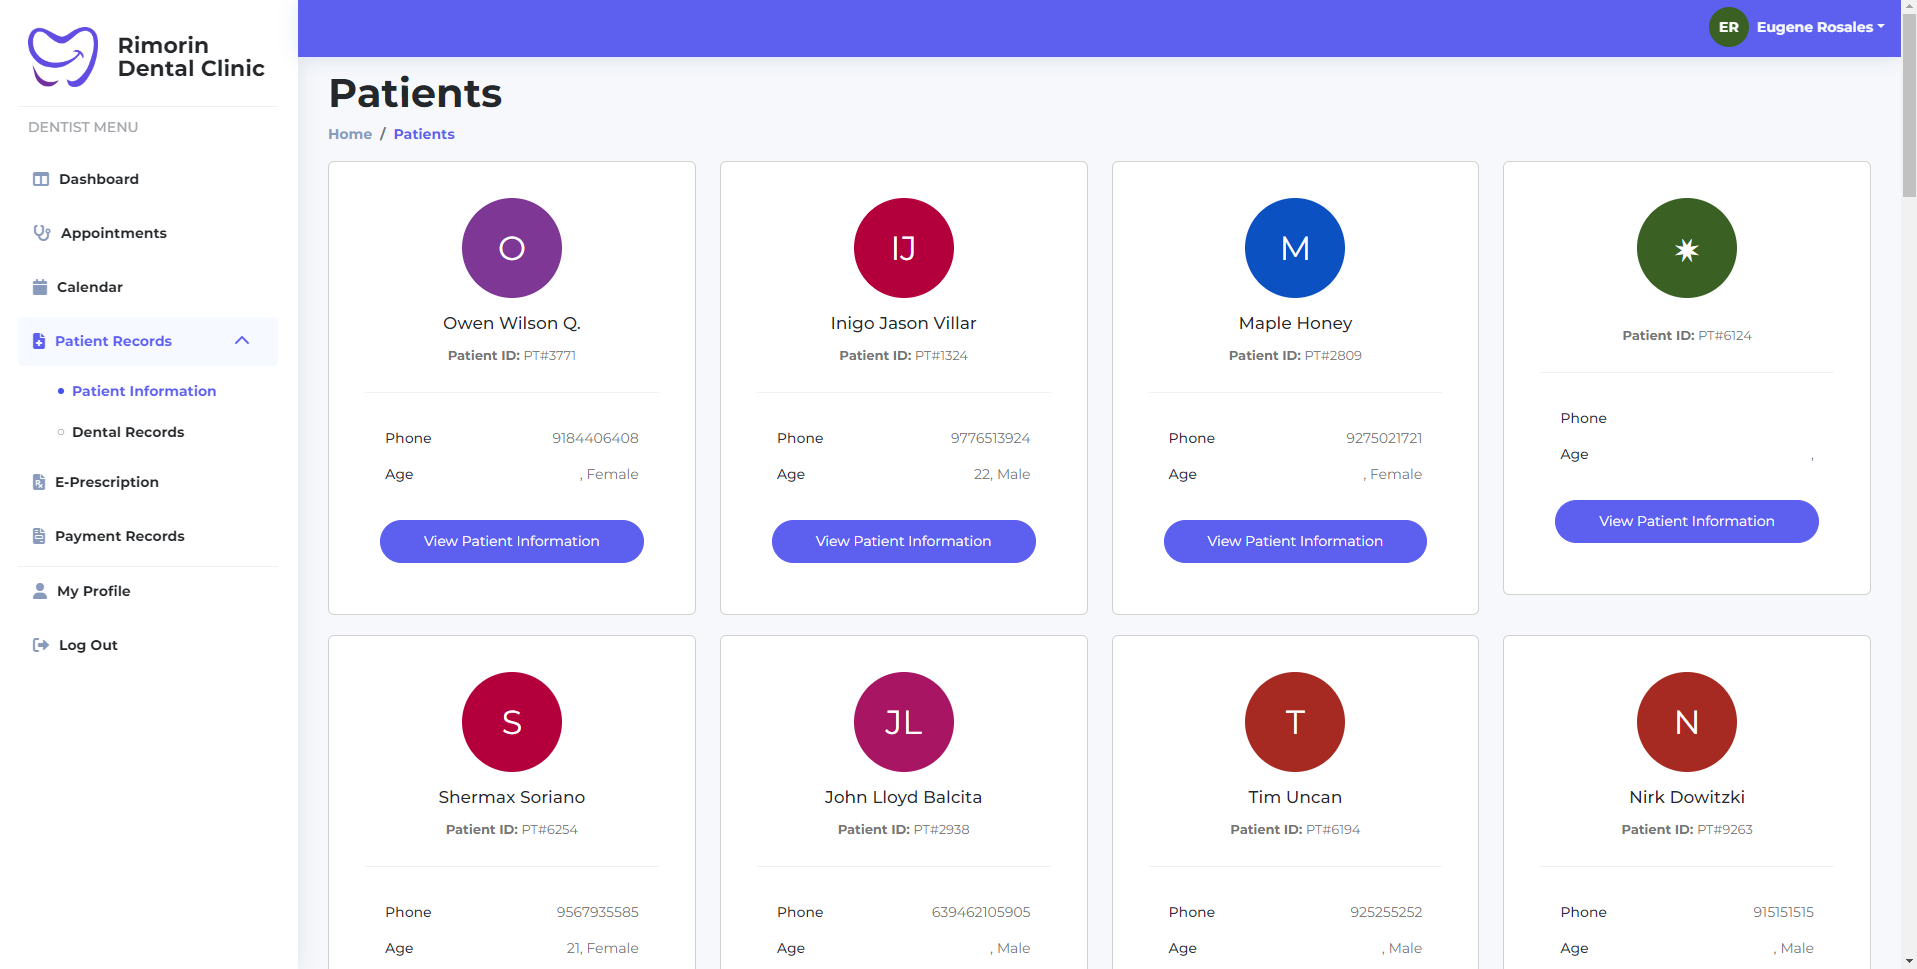 Rimorin
Dental Clinic
DENTIST MENU
Dashboard
Appointments
Calendar
Patient Records
Patient Information
Dental Records
E-Prescription
Payment Records
My Profile
Log Out
ER Eugene Rosales
Patients
Home / Patients
O
Owen Wilson Q.
Patient ID: PT#3771
Phone 9184406408
Age , Female
View Patient Information
IJ
Inigo Jason Villar
Patient ID: PT#1324
Phone 9776513924
Age 22, Male
View Patient Information
M
Maple Honey
Patient ID: PT#2809
Phone 9275021721
Age , Female
View Patient Information
Patient ID: PT#6124
Phone
Age ,
View Patient Information
S
Shermax Soriano
Patient ID: PT#6254
Phone 9567935585
Age 21, Female
JL
John Lloyd Balcita
Patient ID: PT#2938
Phone 639462105905
Age , Male
T
Tim Uncan
Patient ID: PT#6194
Phone 925255252
Age , Male
N
Nirk Dowitzki
Patient ID: PT#9263
Phone 915151515
Age , Male